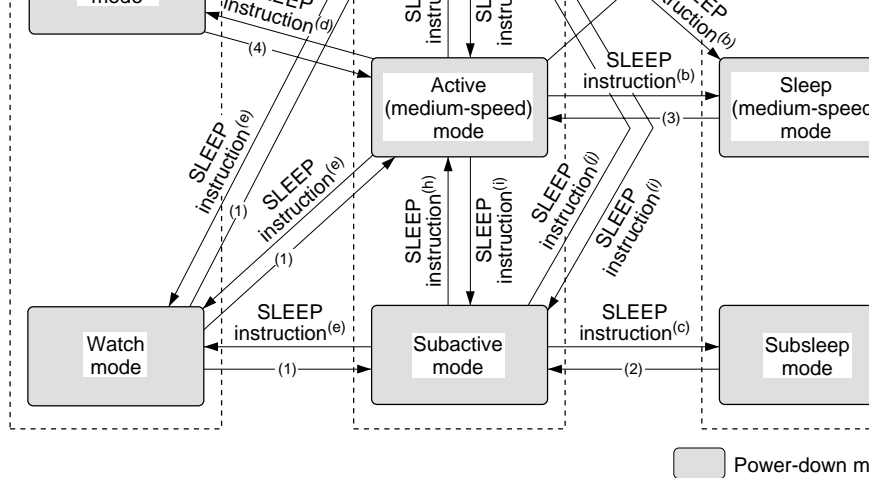 mode
instruction(d)
(4)
SLEEP
instruction(b)
Active
(medium-speed)
mode
SLEEP
instruction(b)
(3)
Sleep
(medium-speed
mode
SLEEP
instruction(e)
(1)
SLEEP
instruction(e)
(1)
SLEEP
instruction(h)
SLEEP
instruction(i)
SLEEP
instruction(j)
SLEEP
instruction(i)
Watch
mode
SLEEP
instruction(e)
(1)
Subactive
mode
SLEEP
instruction(c)
(2)
Subsleep
mode
Power-down m